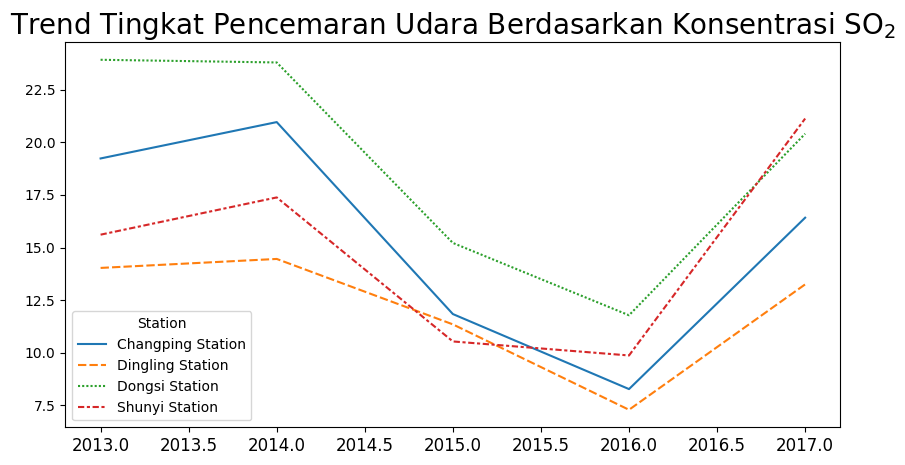 Trend Tingkat Pencemaran Udara Berdasarkan Konsentrasi SO₂
22.5
20.0
17.5
15.0
12.5
10.0
7.5
Station
Changping Station
Dingling Station
Dongsi Station
Shunyi Station
2013.0 2013.5 2014.0 2014.5 2015.0 2015.5 2016.0 2016.5 2017.0